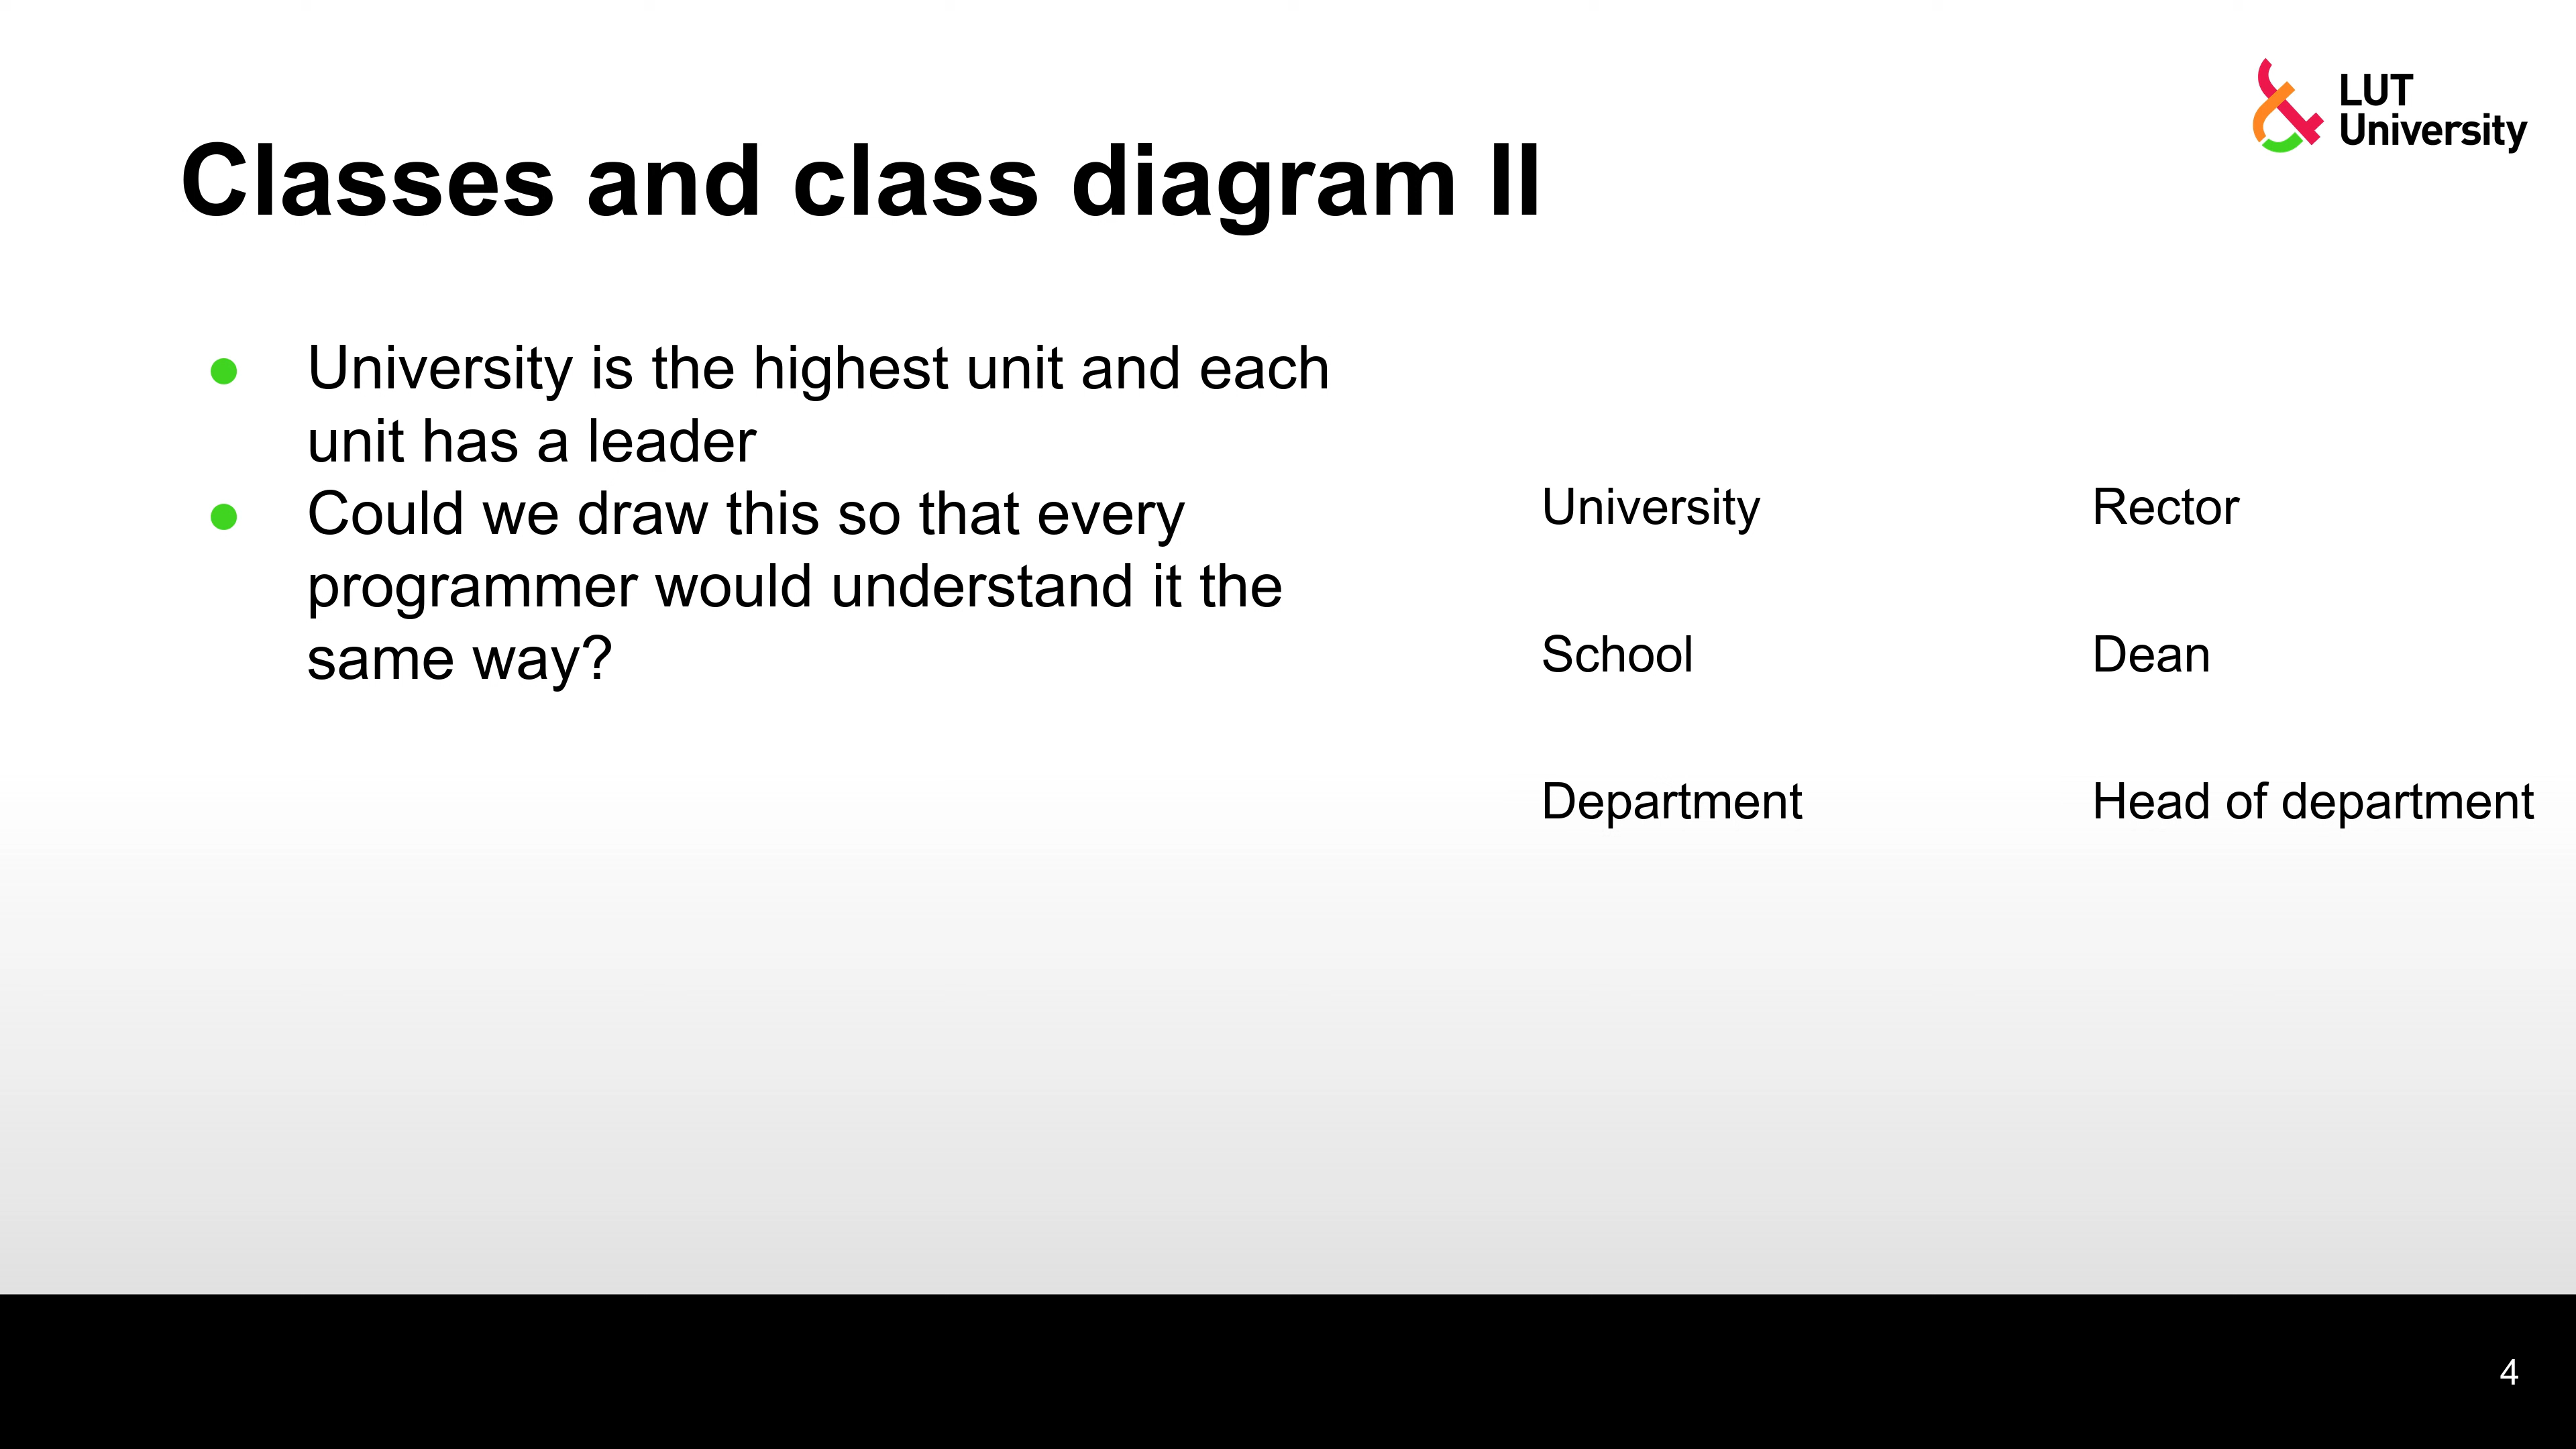 LUT
University
Classes and class diagram II
● University is the highest unit and each
unit has a leader
● Could we draw this so that every
programmer would understand it the
same way?
University Rector
School Dean
Department Head of department
4